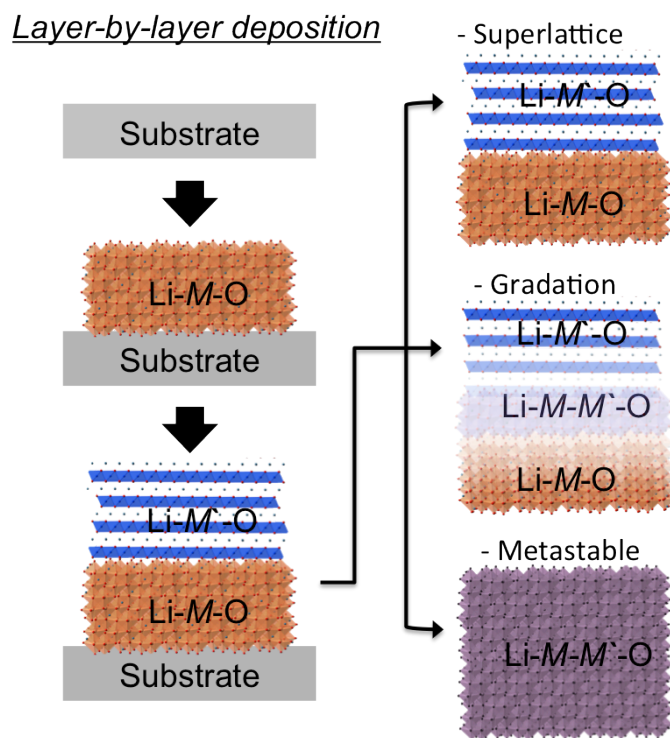 Layer-by-layer deposition
Substrate
Li-M-O
Substrate
Li-M`-O
Li-M-O
Substrate
- Superlattice
Li-M`-O
Li-M-O
- Gradation
Li-M`-O
Li-M-M`-O
Li-M-O
- Metastable
Li-M-M`-O